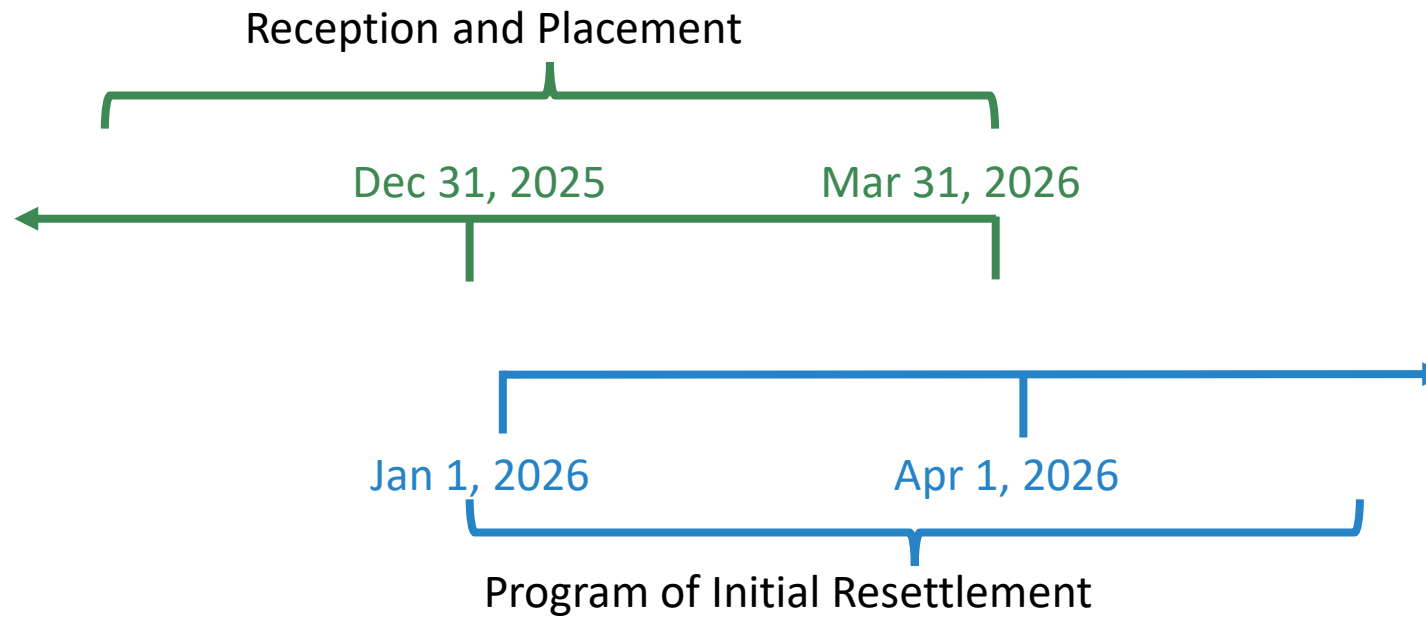 Reception and Placement
Dec 31, 2025
Mar 31, 2026
Jan 1, 2026
Apr 1, 2026
Program of Initial Resettlement